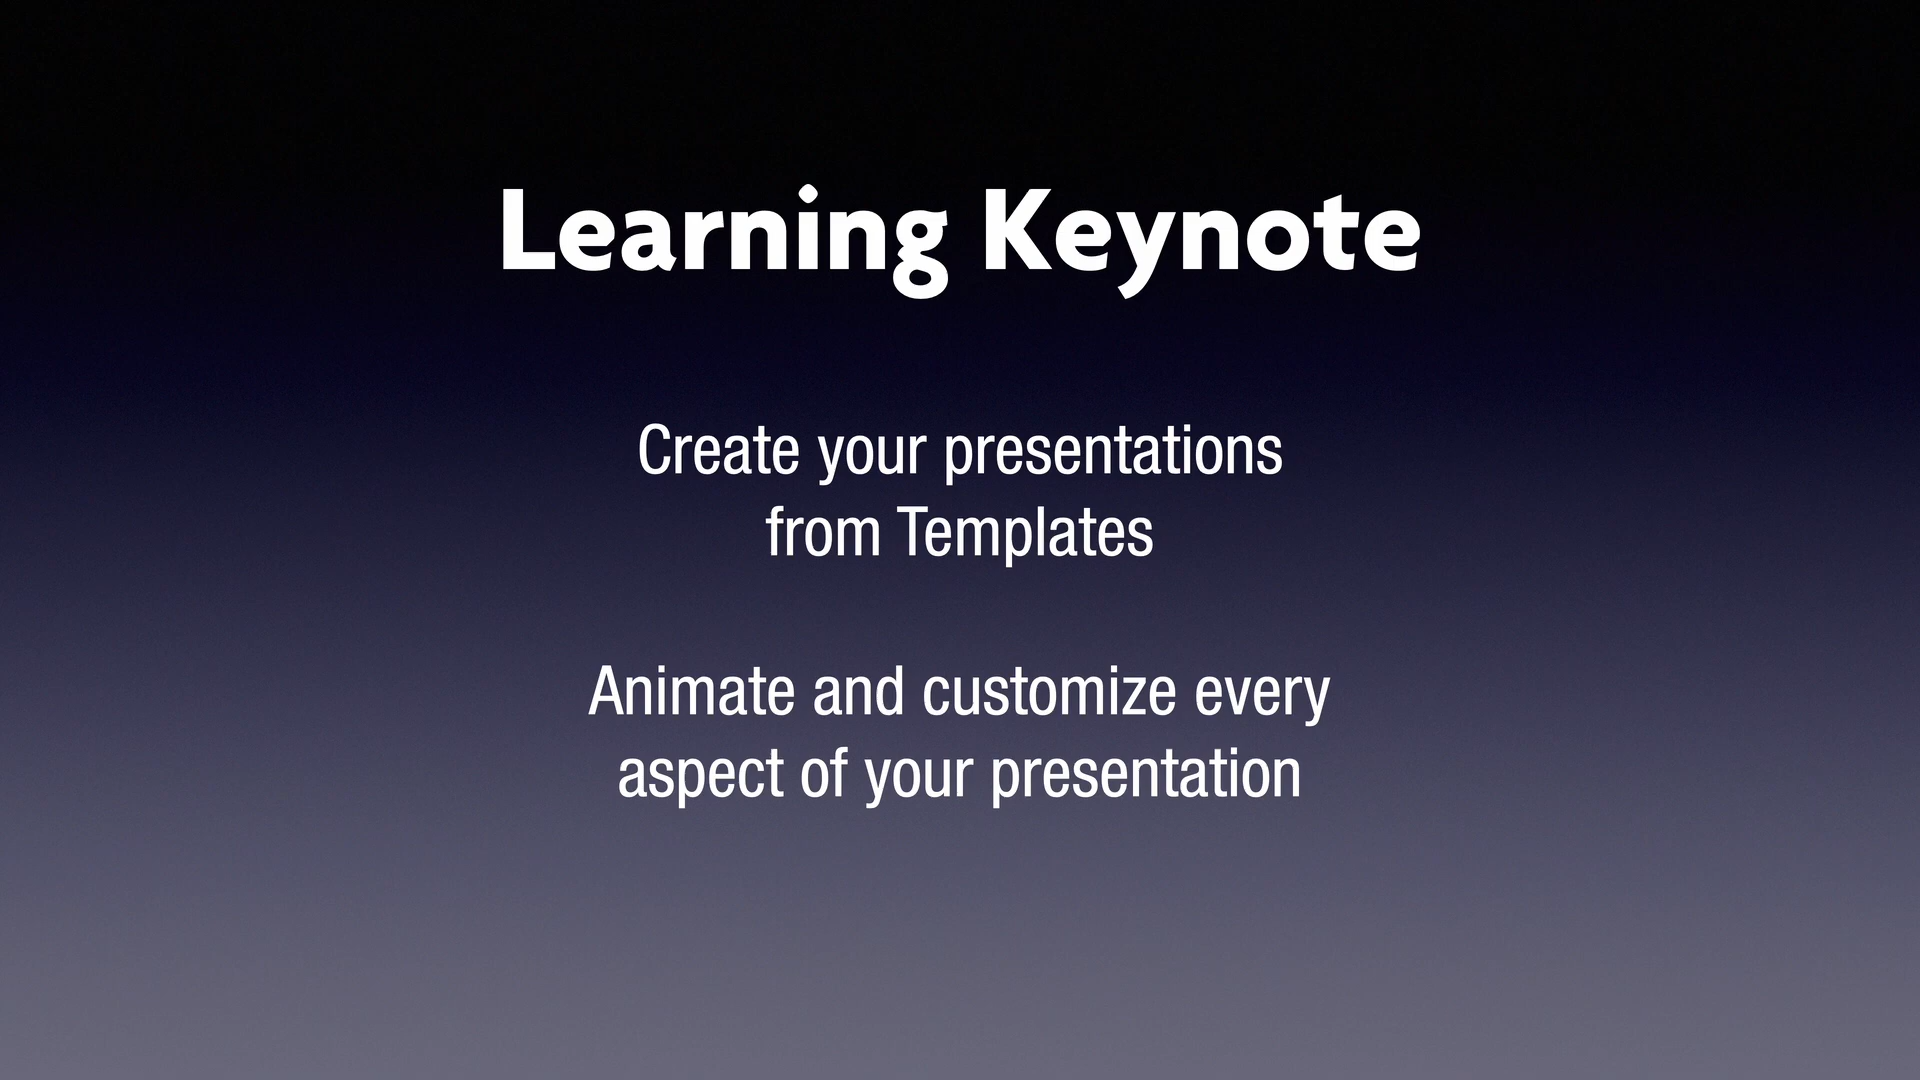 Learning Keynote
Create your presentations
from Templates
Animate and customize every
aspect of your presentation